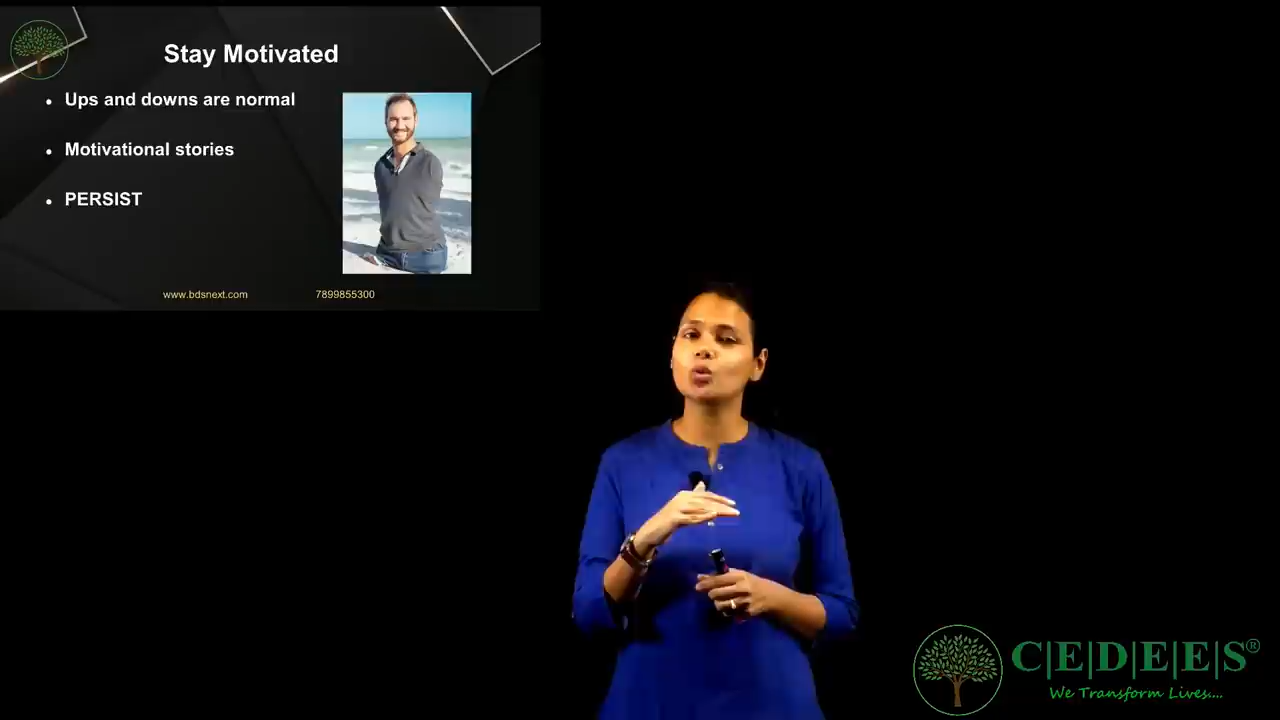 Stay Motivated
• Ups and downs are normal
• Motivational stories
• PERSIST
www.bdsnext.com 7899855300
C|E|D|E|E|S®
We Transform Lives....